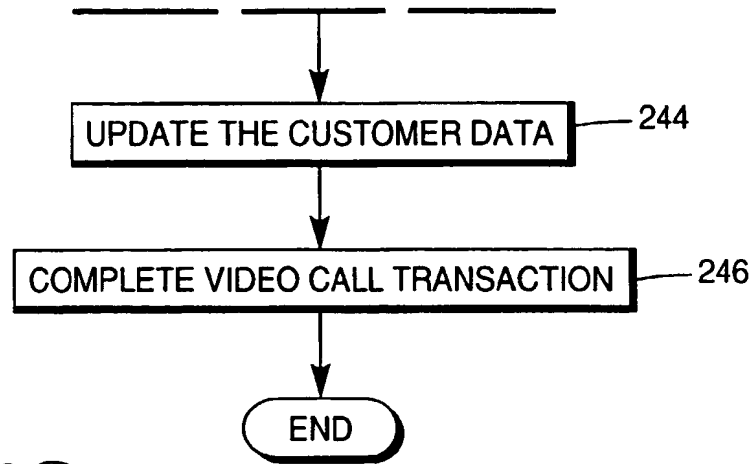 UPDATE THE CUSTOMER DATA
244
COMPLETE VIDEO CALL TRANSACTION
246
END